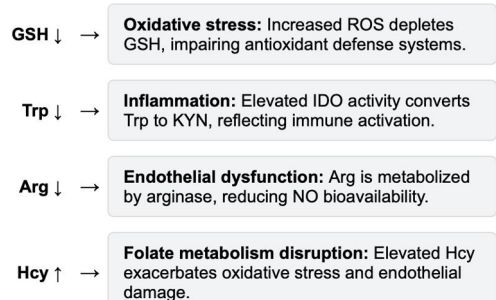 GSH ↓ → Oxidative stress: Increased ROS depletes
GSH, impairing antioxidant defense systems.
Trp ↓ → Inflammation: Elevated IDO activity converts
Trp to KYN, reflecting immune activation.
Arg ↓ → Endothelial dysfunction: Arg is metabolized
by arginase, reducing NO bioavailability.
Hcy ↑ → Folate metabolism disruption: Elevated Hcy
exacerbates oxidative stress and endothelial
damage.